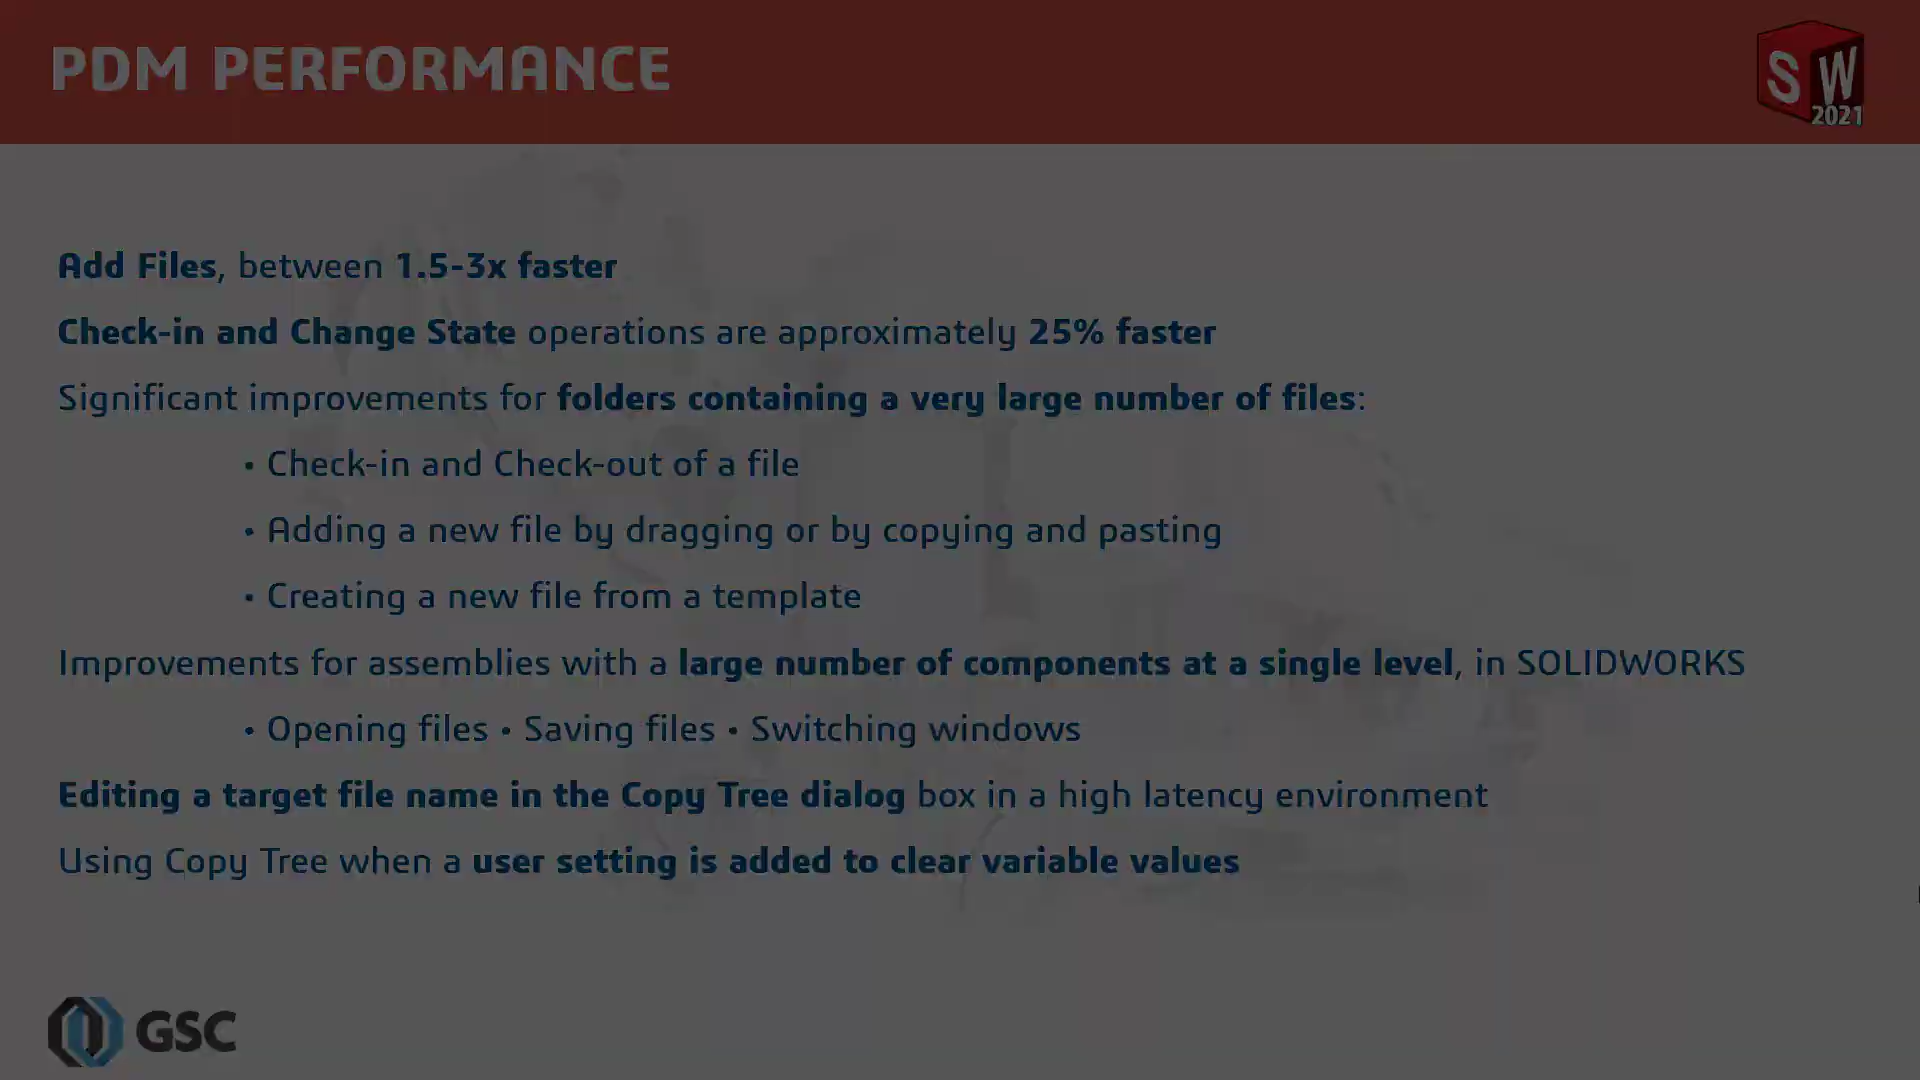 PDM PERFORMANCE
SW
2021
Add Files, between 1.5-3x faster
Check-in and Change State operations are approximately 25% faster
Significant improvements for folders containing a very large number of files:
• Check-in and Check-out of a file
• Adding a new file by dragging or by copying and pasting
• Creating a new file from a template
Improvements for assemblies with a large number of components at a single level, in SOLIDWORKS
• Opening files • Saving files • Switching windows
Editing a target file name in the Copy Tree dialog box in a high latency environment
Using Copy Tree when a user setting is added to clear variable values
GSC